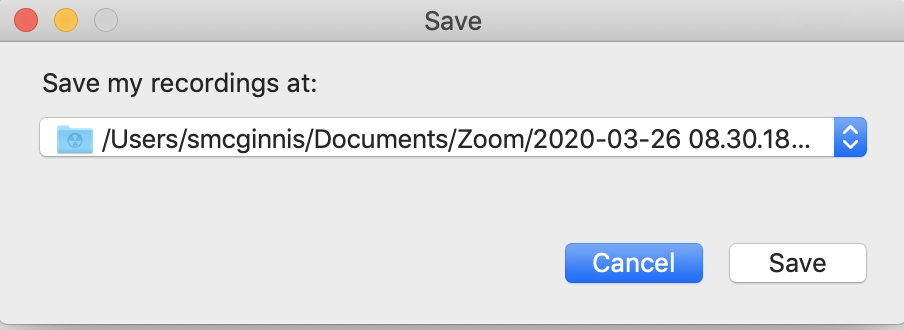 Save
Save my recordings at:
/Users/smcginnis/Documents/Zoom/2020-03-26 08.30.18...
Cancel
Save